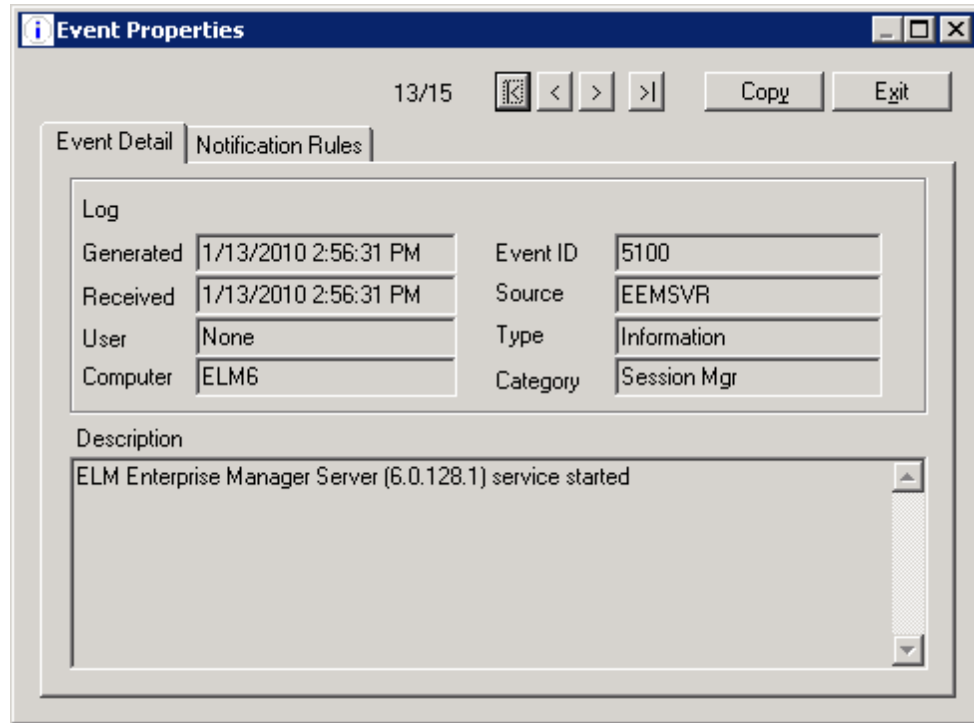 Event Properties
13/15 |< < > >| Copy Exit
Event Detail Notification Rules
Log
Generated 1/13/2010 2:56:31 PM Event ID 5100
Received 1/13/2010 2:56:31 PM Source EEMSVR
User None Type Information
Computer ELM6 Category Session Mgr
Description
ELM Enterprise Manager Server (6.0.128.1) service started